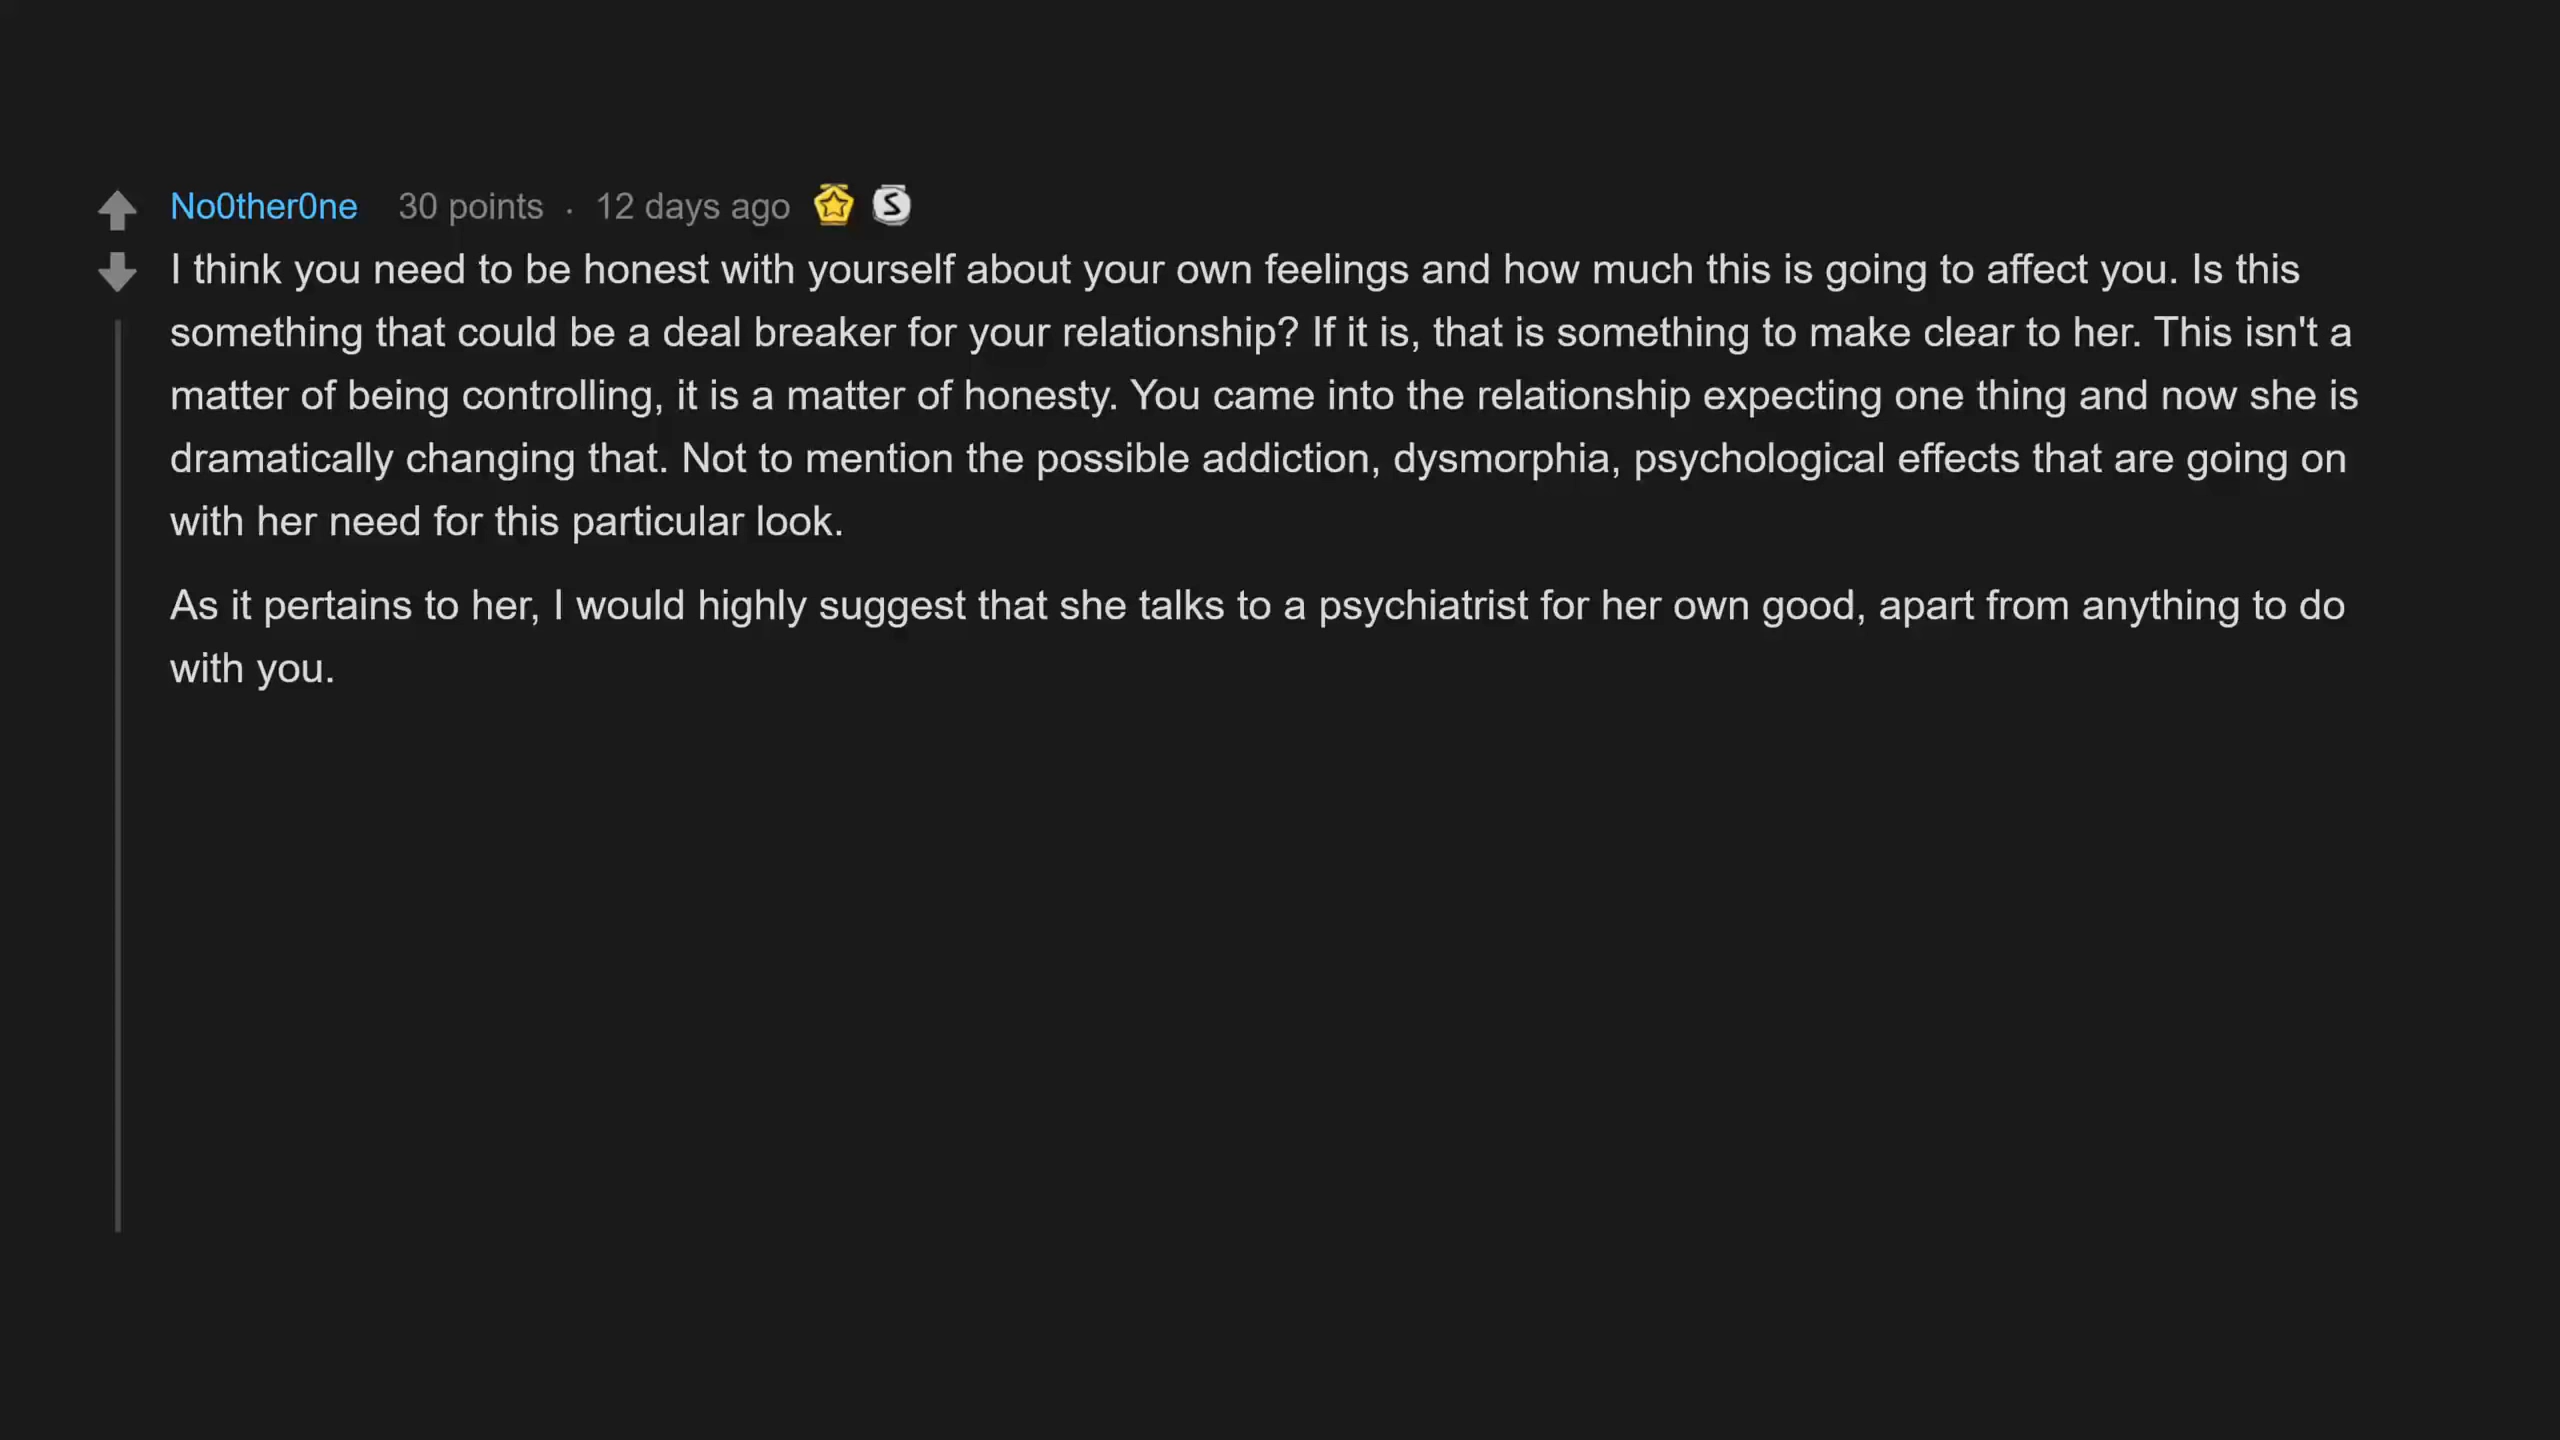 No0ther0ne 30 points · 12 days ago S
I think you need to be honest with yourself about your own feelings and how much this is going to affect you. Is this
something that could be a deal breaker for your relationship? If it is, that is something to make clear to her. This isn't a
matter of being controlling, it is a matter of honesty. You came into the relationship expecting one thing and now she is
dramatically changing that. Not to mention the possible addiction, dysmorphia, psychological effects that are going on
with her need for this particular look.
As it pertains to her, I would highly suggest that she talks to a psychiatrist for her own good, apart from anything to do
with you.